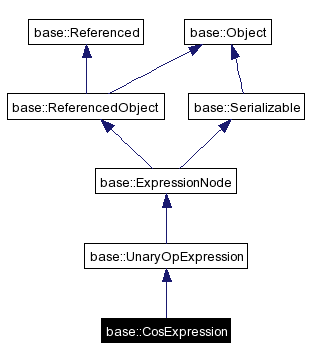 base::Referenced
base::Object
base::ReferencedObject
base::Serializable
base::ExpressionNode
base::UnaryOpExpression
base::CosExpression